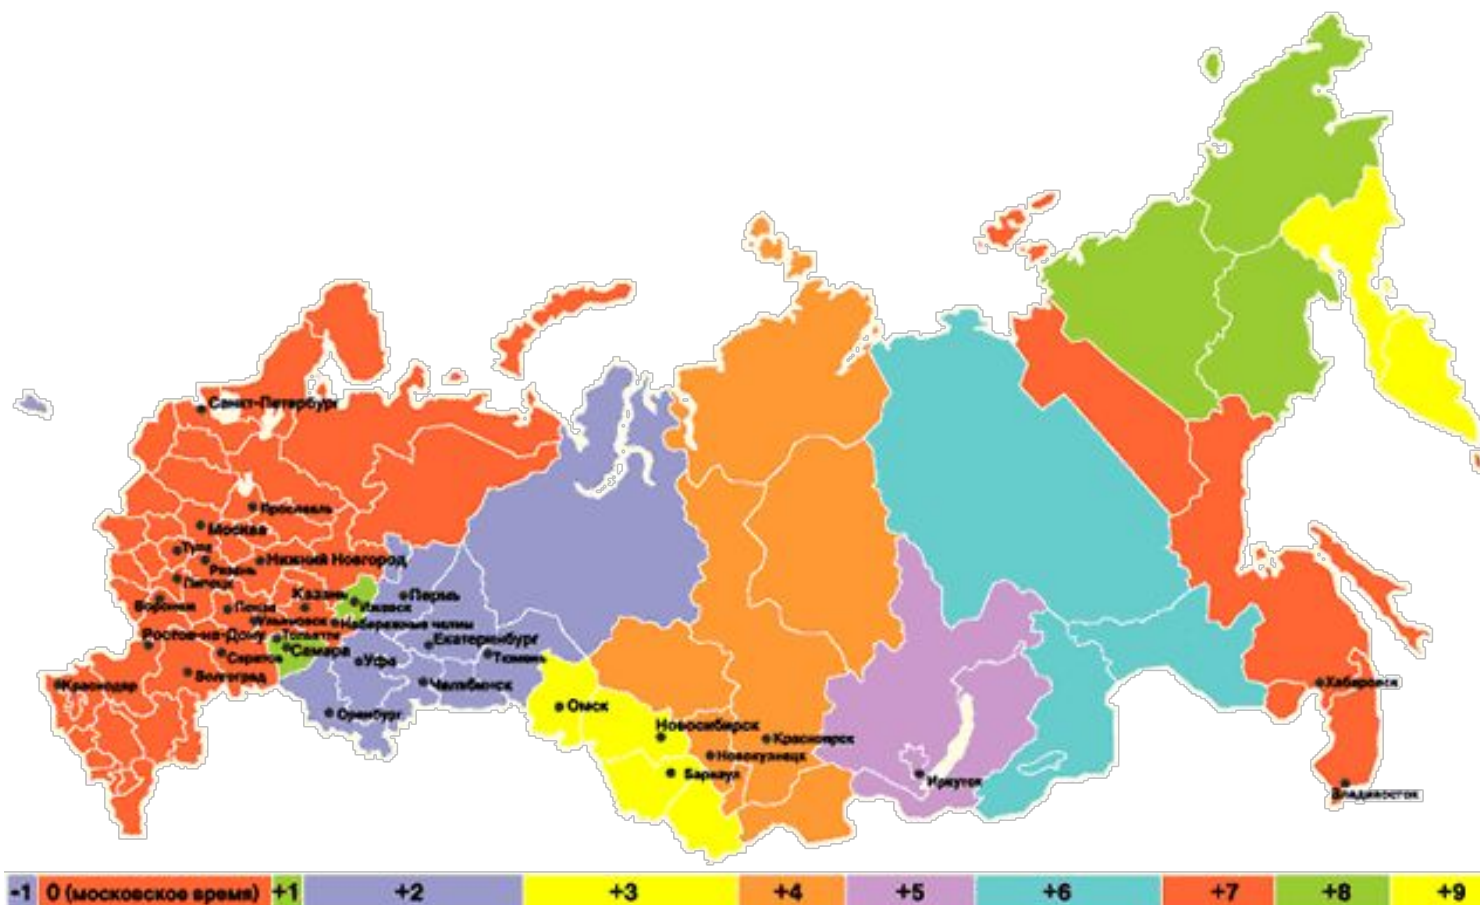 Санкт-Петербург
Ярославль
Москва
Тула
Рязань
Нижний Новгород
Липецк
Воронеж
Пенза
Казань
Ижевск
Пермь
Ульяновск
Набережные челны
Ростов-на-Дону
Тольятти
Самара
Екатеринбург
Саратов
Уфа
Тюмень
Волгоград
Челябинск
Краснодар
Оренбург
Омск
Новосибирск
Красноярск
Новокузнецк
Барнаул
Иркутск
Хабаровск
Владивосток
-1 0 (московское время) +1 +2 +3 +4 +5 +6 +7 +8 +9